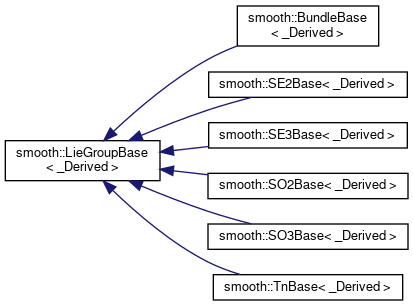 smooth::BundleBase
< _Derived >
smooth::SE2Base< _Derived >
smooth::SE3Base< _Derived >
smooth::LieGroupBase
< _Derived >
smooth::SO2Base< _Derived >
smooth::SO3Base< _Derived >
smooth::TnBase< _Derived >